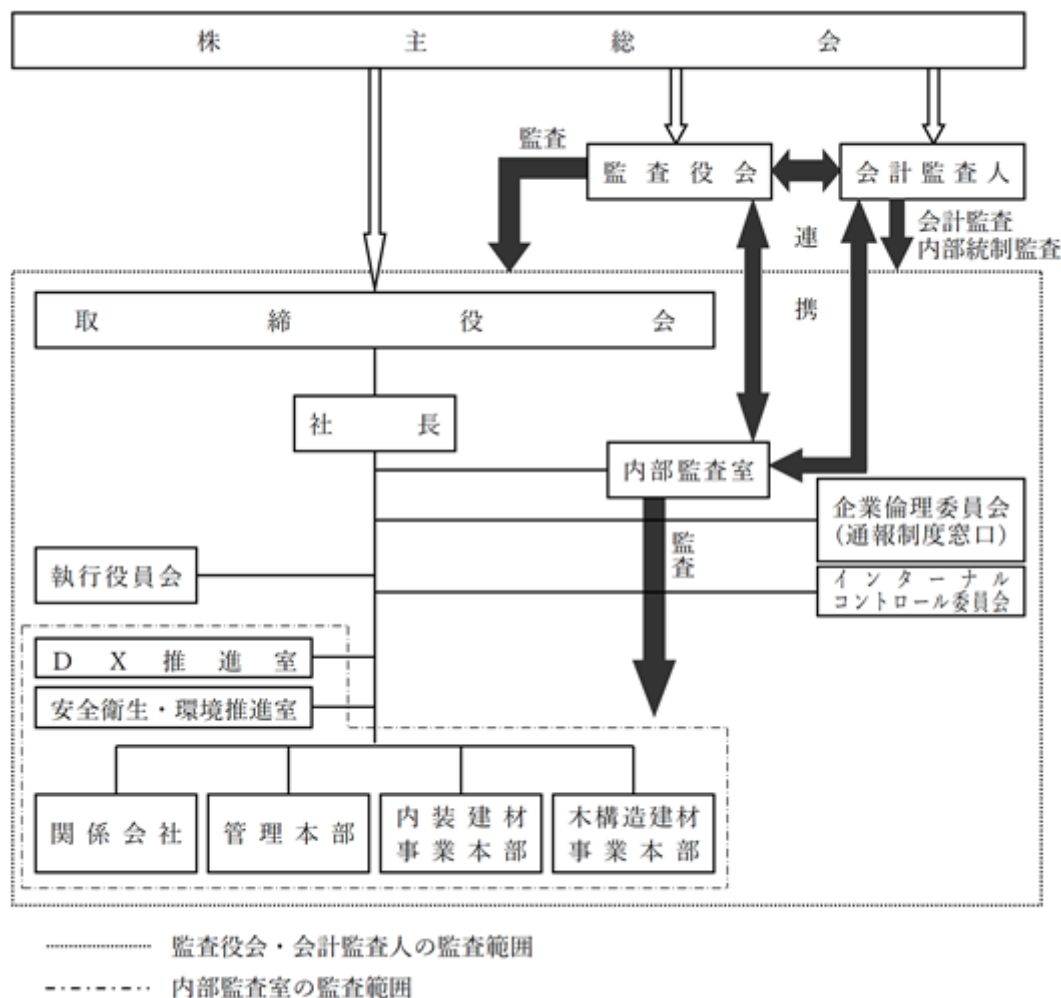 株主総会
監査
監査役会
会計監査人
会計監査
内部統制監査
連携
取締役会
社長
内部監査室
監査
企業倫理委員会
(通報制度窓口)
執行役員会
インターナル
コントロール委員会
DX推進室
安全衛生・環境推進室
関係会社
管理本部
内装建材
事業本部
木構造建材
事業本部
監査役会・会計監査人の監査範囲
内部監査室の監査範囲